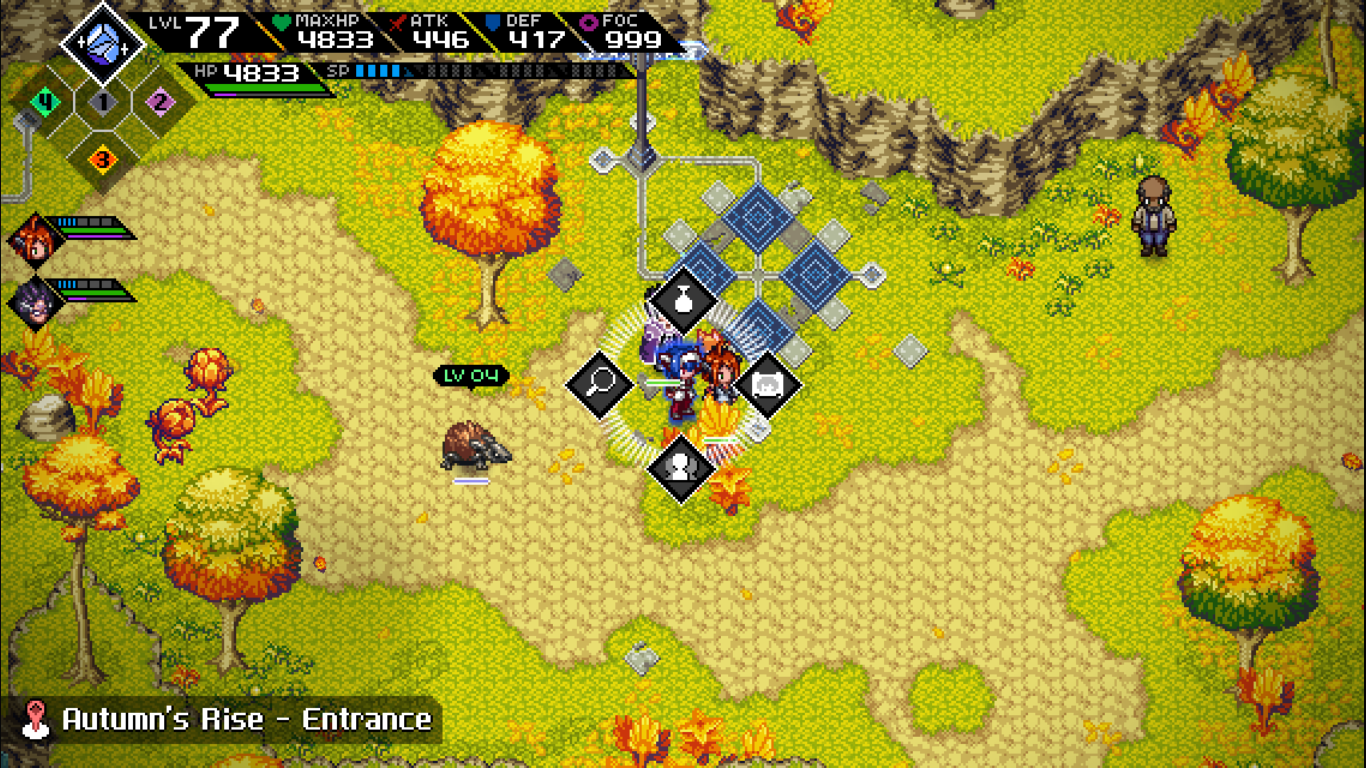 LVL 77 MAXHP 4833 ATK 446 DEF 417 FOC 999
HP 4833 SP
4 1 2
3
LV 04
Autumn's Rise - Entrance